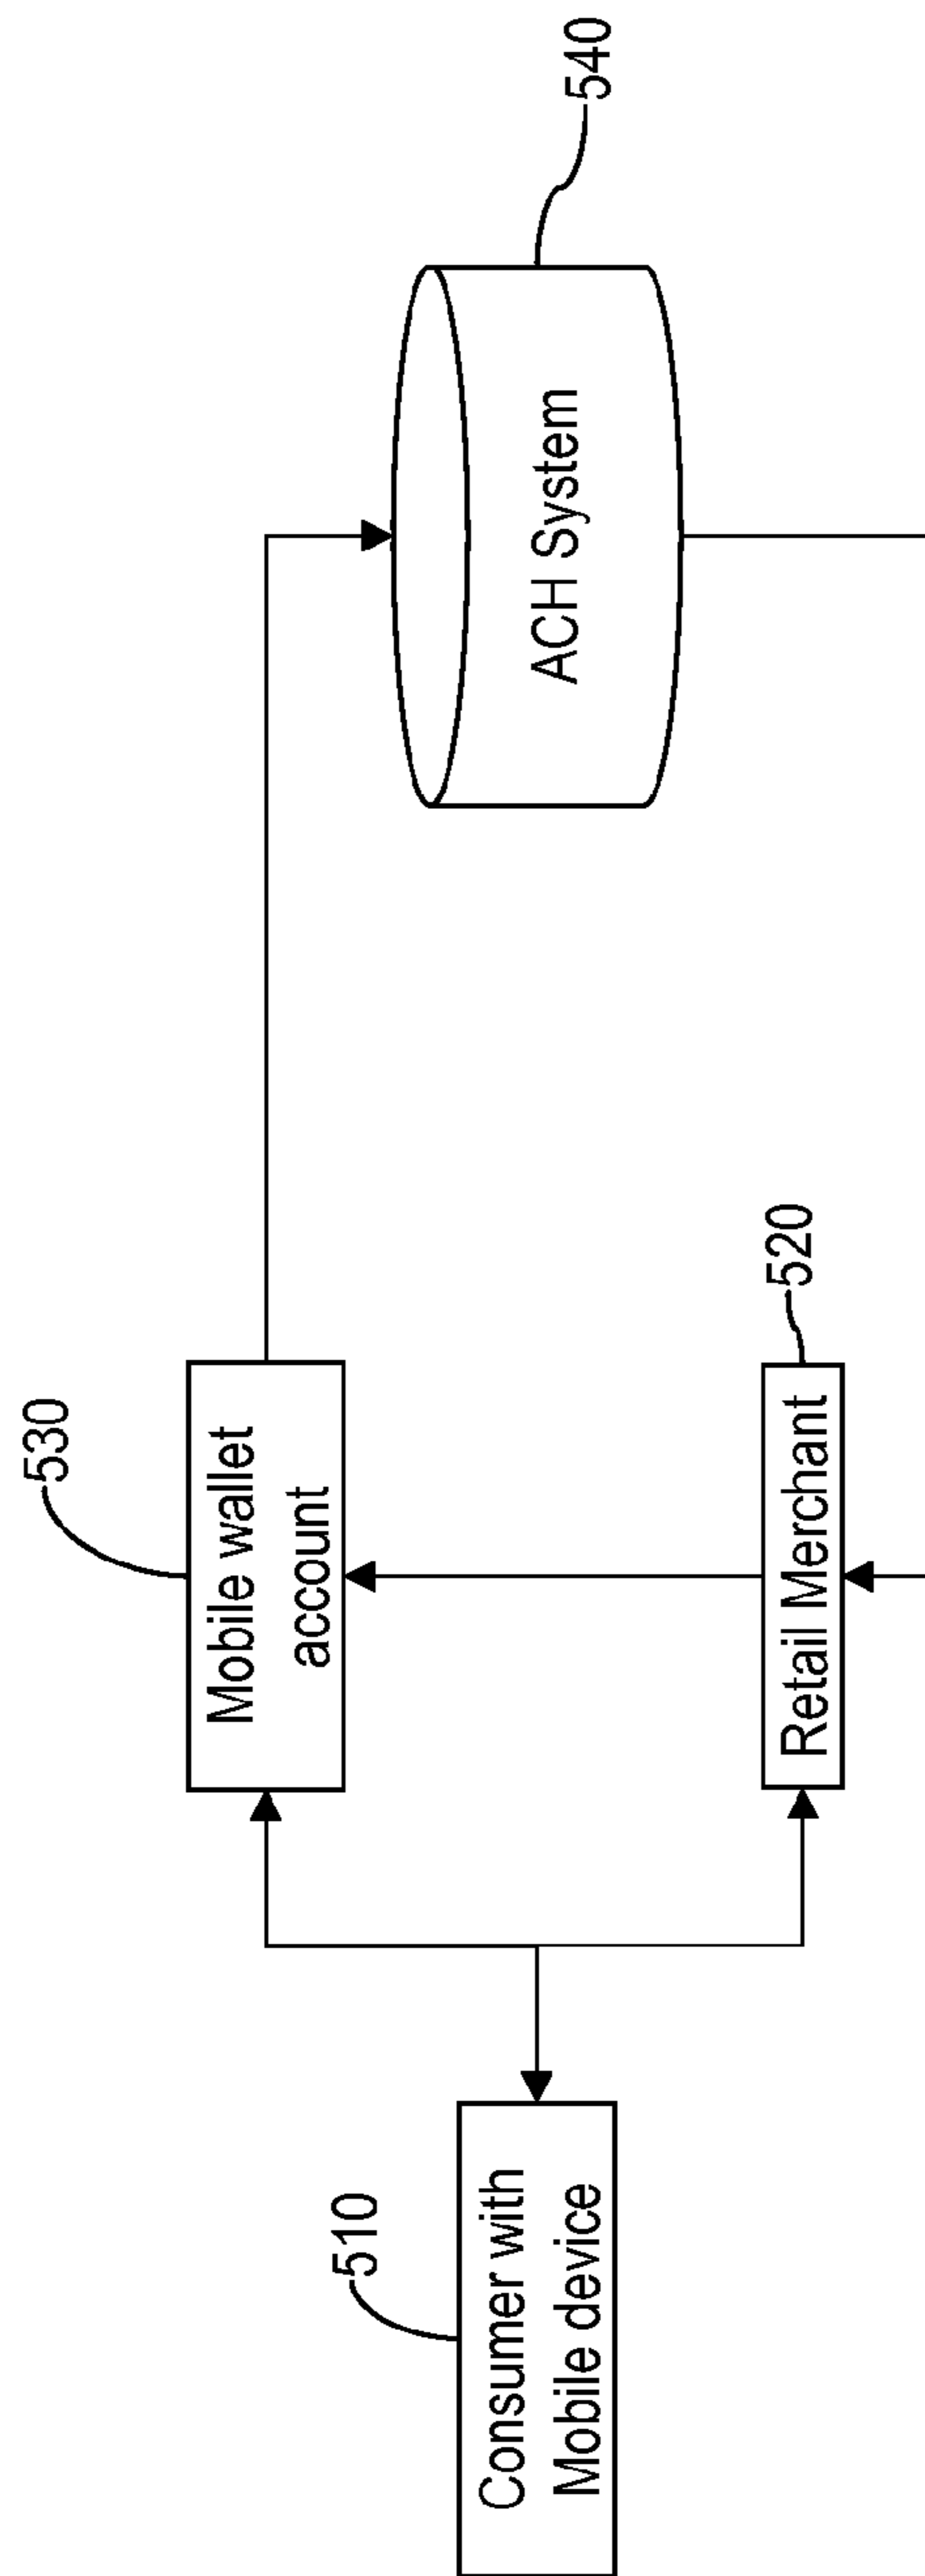 530
Mobile wallet
account
540
ACH System
510
Consumer with
Mobile device
520
Retail Merchant